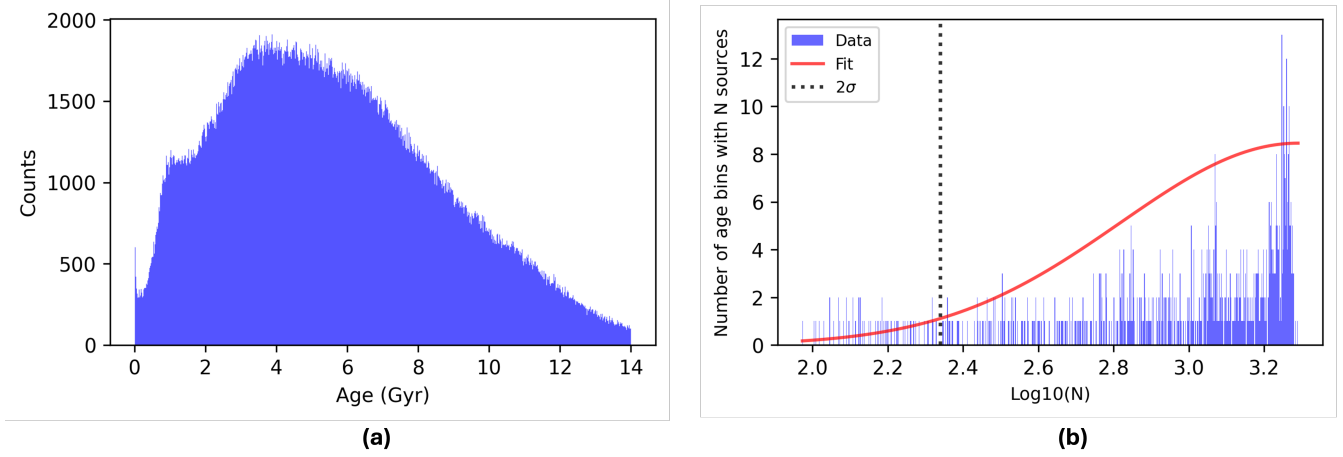 2000
1500
1000
500
0
Counts
0 2 4 6 8 10 12 14
Age (Gyr)
(a)
Number of age bins with N sources
12
10
8
6
4
2
0
Data
Fit
2σ
2.0 2.2 2.4 2.6 2.8 3.0 3.2
Log10(N)
(b)